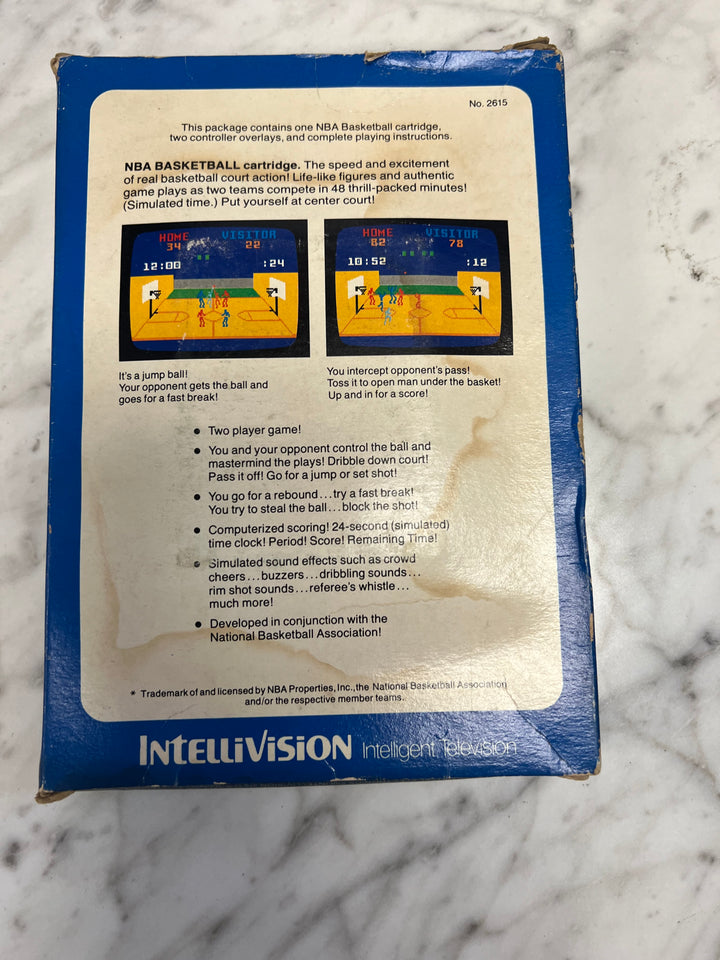 No. 2615
This package contains one NBA Basketball cartridge,
two controller overlays, and complete playing instructions.
NBA BASKETBALL cartridge. The speed and excitement
of real basketball court action! Life-like figures and authentic
game plays as two teams compete in 48 thrill-packed minutes!
(Simulated time.) Put yourself at center court!
HOME VISITOR
34 22
12:00 :24
HOME VISITOR
82 78
10:52 :12
It's a jump ball!
Your opponent gets the ball and
goes for a fast break!
You intercept opponent's pass!
Toss it to open man under the basket!
Up and in for a score!
• Two player game!
• You and your opponent control the ball and
mastermind the plays! Dribble down court!
Pass it off! Go for a jump or set shot!
• You go for a rebound...try a fast break!
You try to steal the ball...block the shot!
• Computerized scoring! 24-second (simulated)
time clock! Period! Score! Remaining Time!
• Simulated sound effects such as crowd
cheers...buzzers...dribbling sounds...
rim shot sounds...referee's whistle...
much more!
• Developed in conjunction with the
National Basketball Association!
* Trademark of and licensed by NBA Properties, Inc., the National Basketball Association
and/or the respective member teams.
INTELLIVISION Intelligent Television